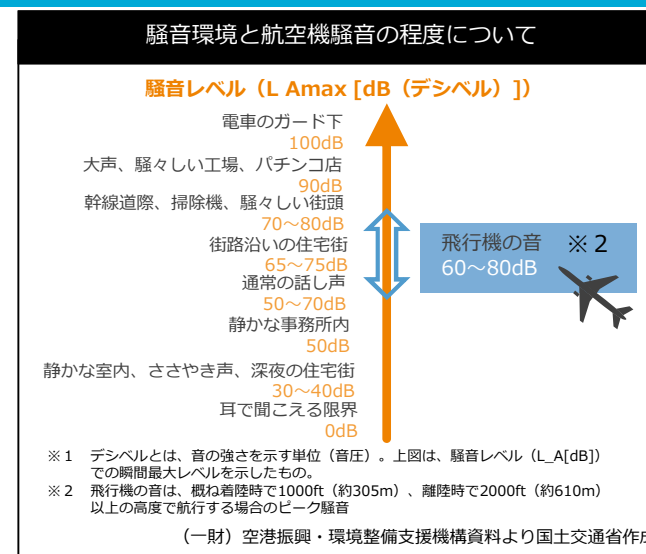 騒音環境と航空機騒音の程度について
騒音レベル（L Amax [dB（デシベル）]）
電車のガード下
100dB
大声、騒々しい工場、パチンコ店
90dB
幹線道際、掃除機、騒々しい街頭
70～80dB
街路沿いの住宅街
65～75dB
通常の話し声
50～70dB
静かな事務所内
50dB
静かな室内、ささやき声、深夜の住宅街
30～40dB
耳で聞こえる限界
0dB
飛行機の音 ※２
60～80dB
※１ デシベルとは、音の強さを示す単位（音圧）。上図は、騒音レベル（L_A[dB]）
での瞬間最大レベルを示したもの。
※２ 飛行機の音は、概ね着陸時で1000ft（約305m）、離陸時で2000ft（約610m）
以上の高度で航行する場合のピーク騒音
（一財）空港振興・環境整備支援機構資料より国土交通省作成